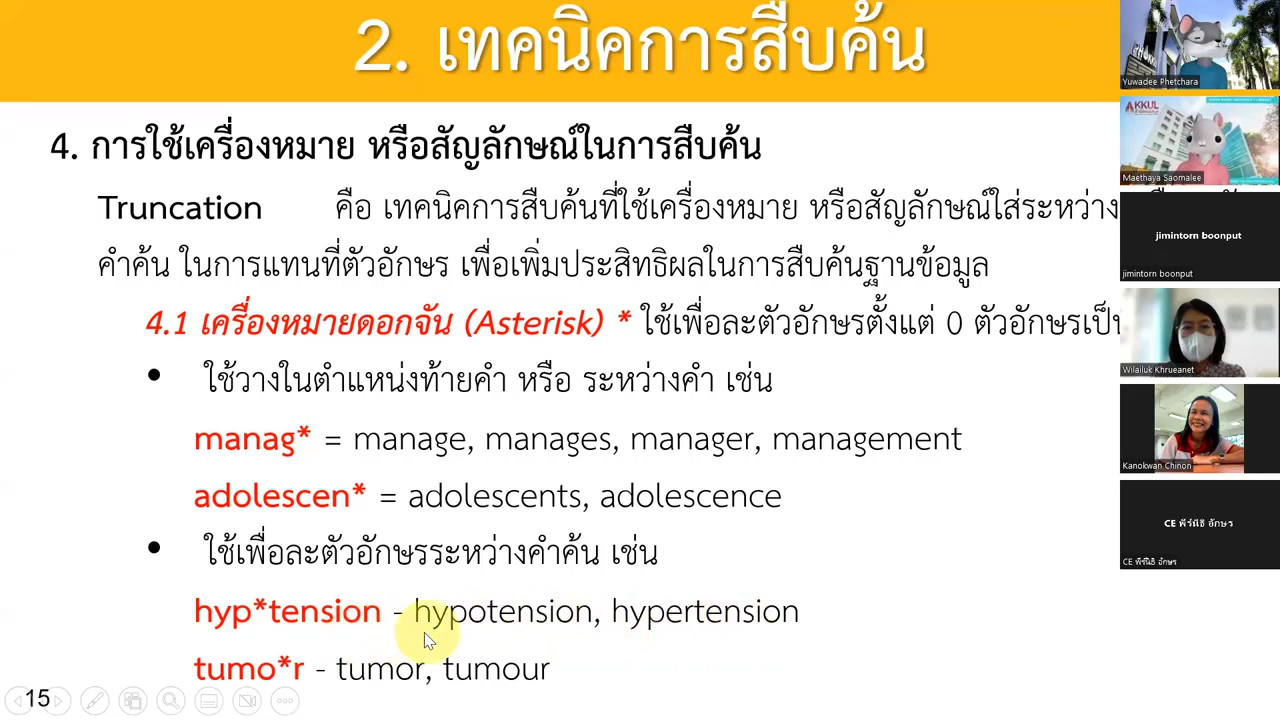 2. เทคนิคการสืบค้น
4. การใช้เครื่องหมาย หรือสัญลักษณ์ในการสืบค้น
Truncation คือ เทคนิคการสืบค้นที่ใช้เครื่องหมาย หรือสัญลักษณ์ใส่ระหว่าง
คำค้น ในการแทนที่ตัวอักษร เพื่อเพิ่มประสิทธิผลในการสืบค้นฐานข้อมูล
4.1 เครื่องหมายดอกจัน (Asterisk) * ใช้เพื่อละตัวอักษรตั้งแต่ 0 ตัวอักษร
• ใช้วางในตำแหน่งท้ายคำ หรือ ระหว่างคำ เช่น
manag* = manage, manages, manager, management
adolescen* = adolescents, adolescence
• ใช้เพื่อละตัวอักษรระหว่างคำค้น เช่น
hyp*tension - hypotension, hypertension
tumo*r - tumor, tumour
15
Yuwadee Phetchara
KKUL
Maethaya Saomalee
jimintorn boonput
jimintorn boonput
Wilailuk Khrueanet
Kanokwan Chinon
CE พีร์นิธิ อักษร
CE พีร์นิธิ อักษร